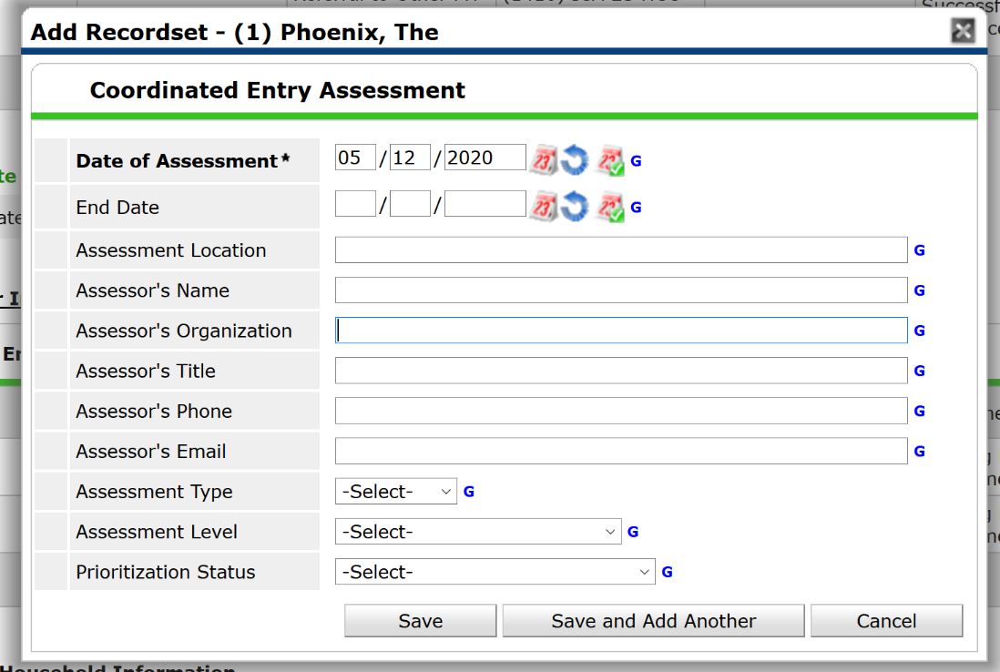 Add Recordset - (1) Phoenix, The
Coordinated Entry Assessment
Date of Assessment* 05 / 12 / 2020 G
End Date / / G
Assessment Location G
Assessor's Name G
Assessor's Organization G
Assessor's Title G
Assessor's Phone G
Assessor's Email G
Assessment Type -Select- G
Assessment Level -Select- G
Prioritization Status -Select- G
Save Save and Add Another Cancel
Household Information